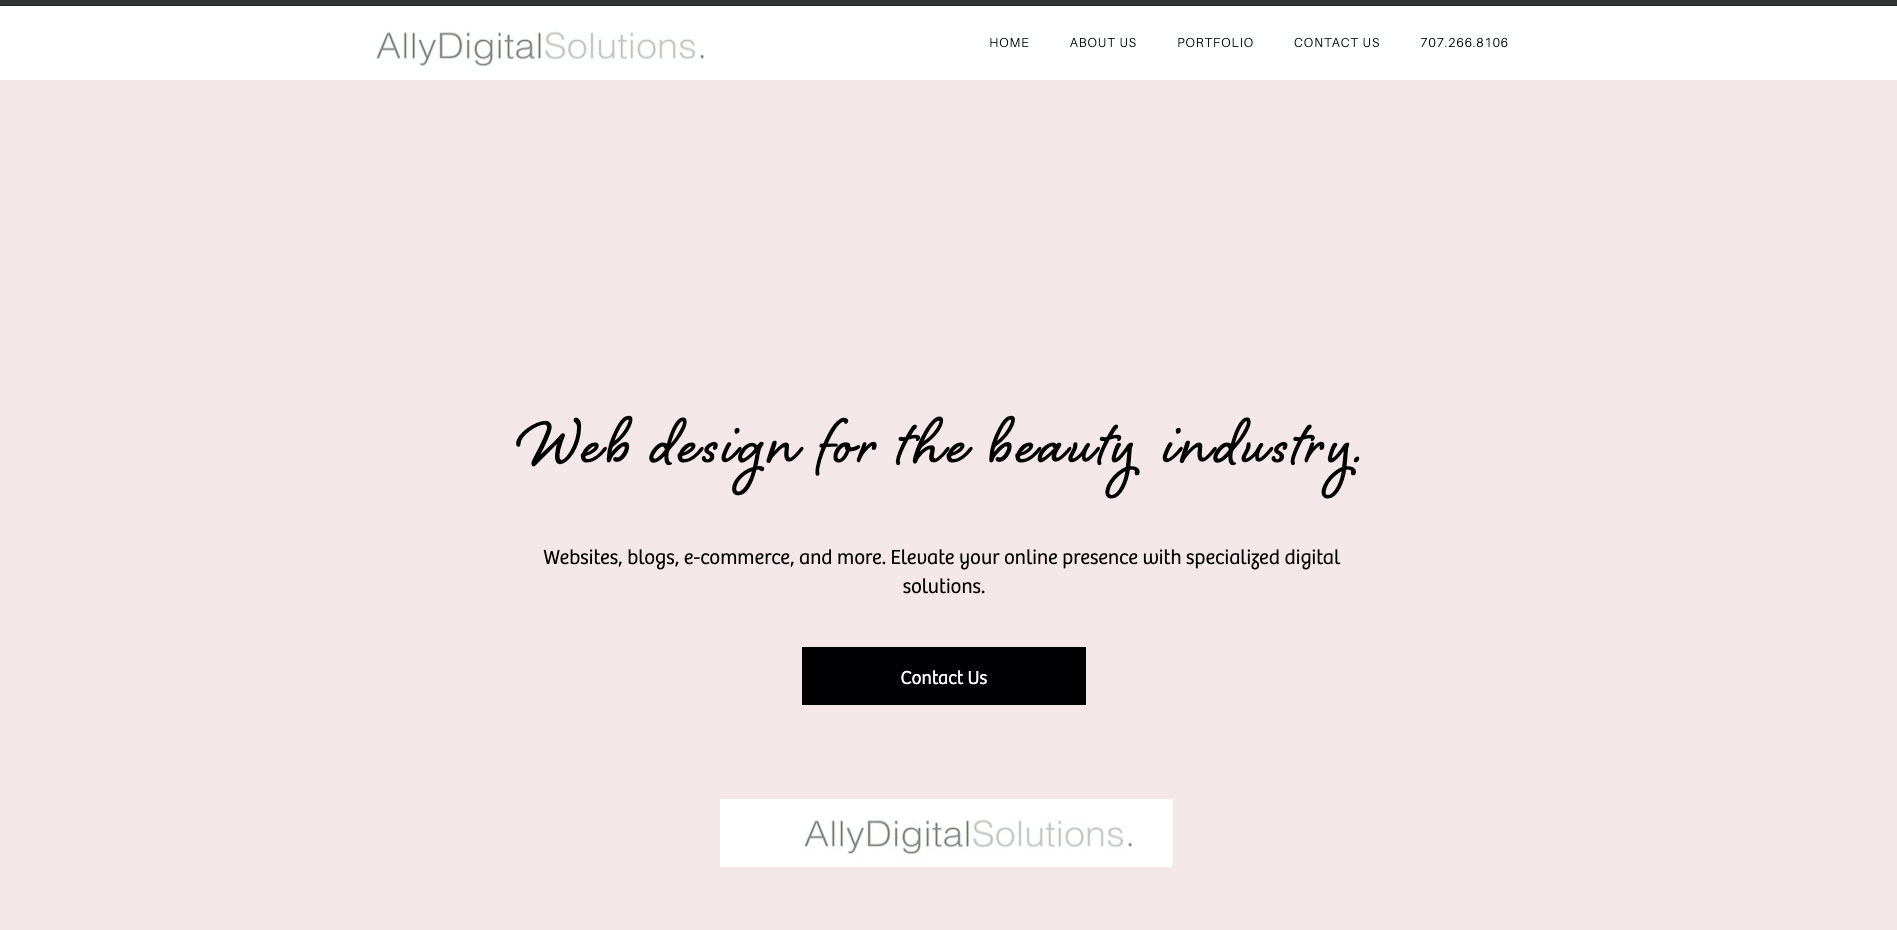 AllyDigitalSolutions.
HOME ABOUT US PORTFOLIO CONTACT US 707.266.8106
Web design for the beauty industry.
Websites, blogs, e-commerce, and more. Elevate your online presence with specialized digital
solutions.
Contact Us
AllyDigitalSolutions.